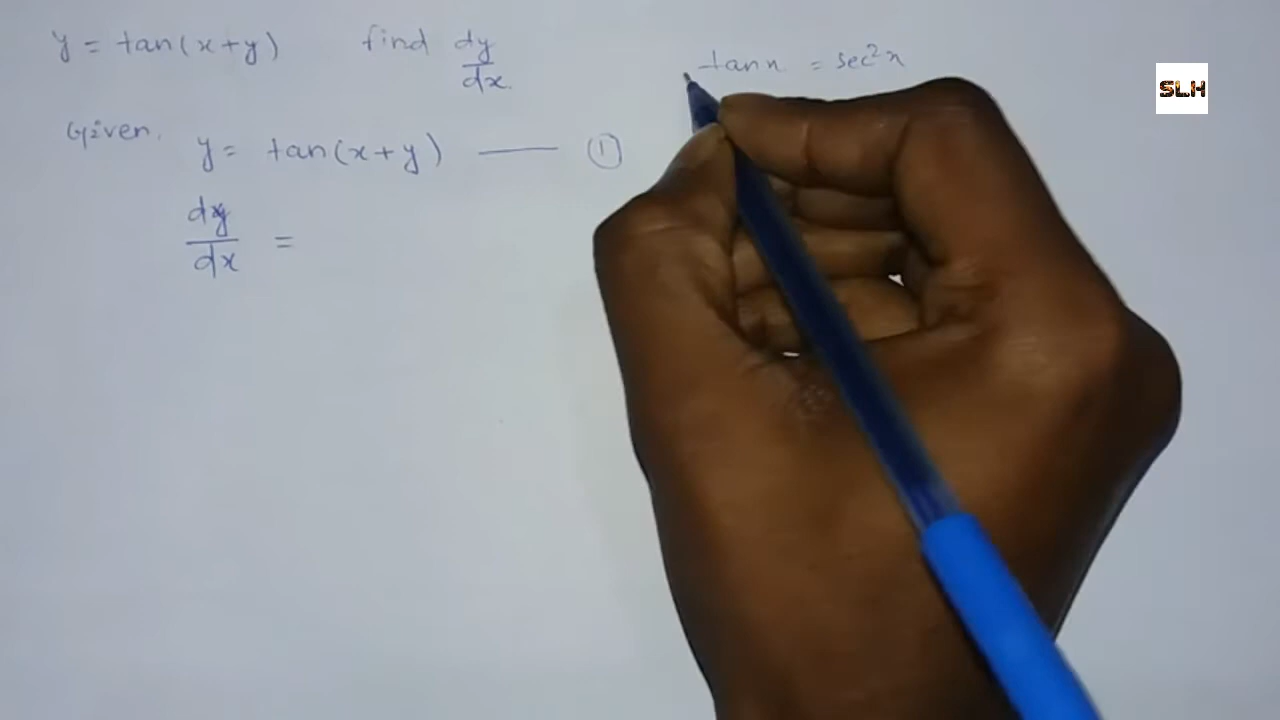 y = tan(x+y) find dy/dx.
tan x = sec²x
SLH
Given. y = tan(x+y) —— ①
dy/dx =